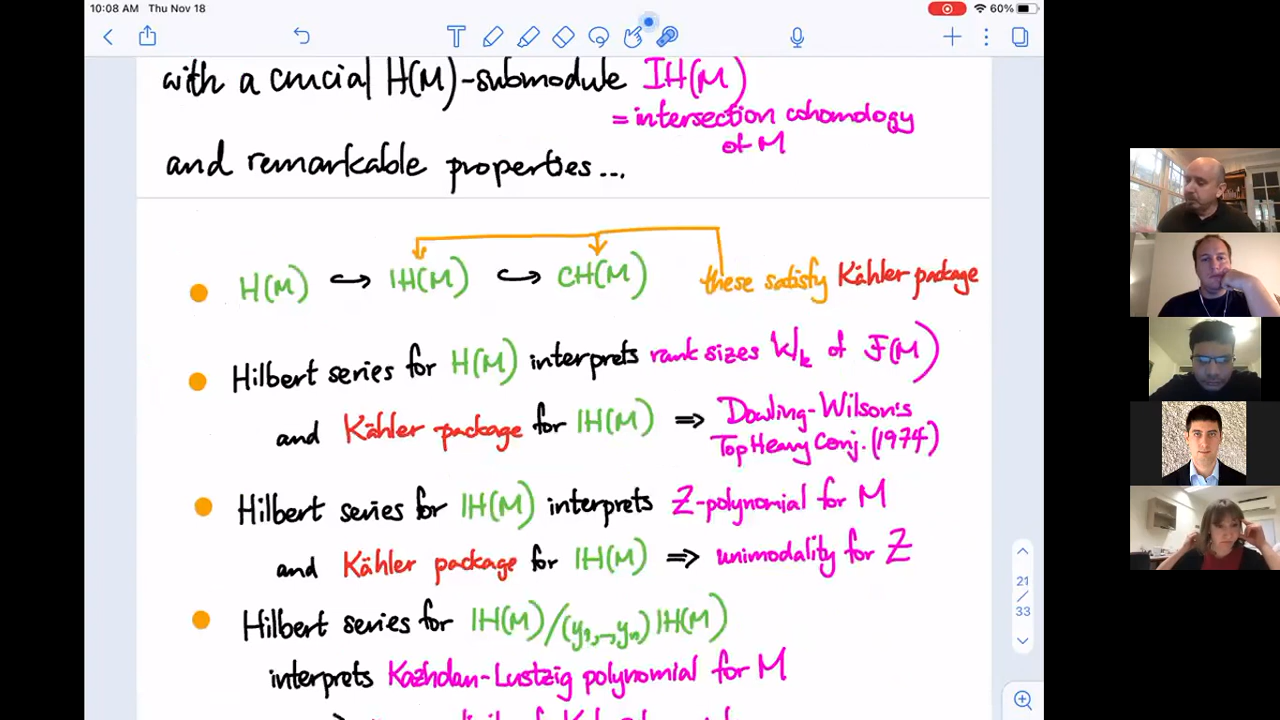 10:08 AM Thu Nov 18
60%
with a crucial H(M)-submodule IH(M)
= intersection cohomology
of M
and remarkable properties...
H(M) ↪ IH(M) ↪ CH(M) these satisfy Kähler package
Hilbert series for H(M) interprets rank sizes W_k of F(M)
and Kähler package for IH(M) ⇒ Dowling-Wilson's
Top Heavy Conj. (1974)
Hilbert series for IH(M) interprets Z-polynomial for M
and Kähler package for IH(M) ⇒ unimodality for Z
Hilbert series for IH(M)/(y₁,...,yₙ)IH(M)
interprets Kazhdan-Lusztig polynomial for M
21
/
33